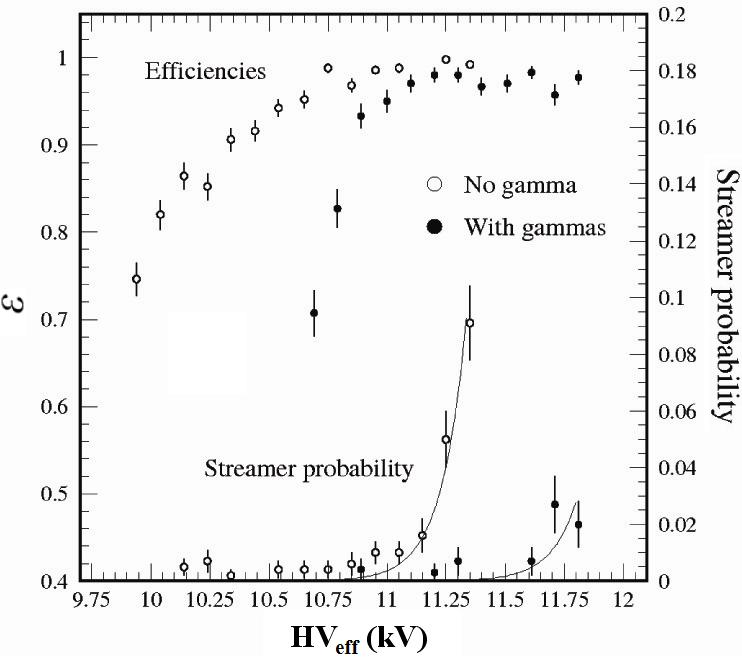 0.2
1
Efficiencies
0.18
0.16
0.9
No gamma
0.14
0.8
With gammas
0.12
Streamer probability
ε
0.1
0.7
0.08
0.6
0.06
Streamer probability
0.04
0.5
0.02
0.4
0
9.75 10 10.25 10.5 10.75 11 11.25 11.5 11.75 12
HVeff (kV)